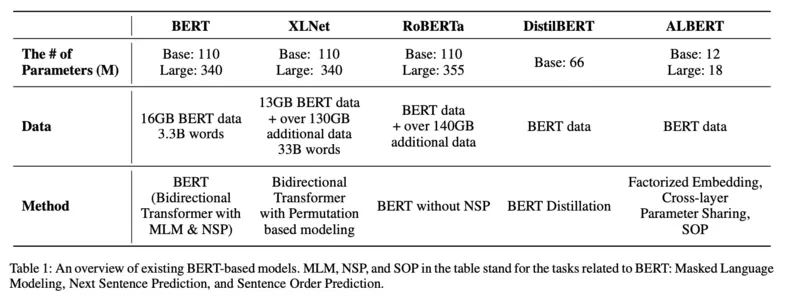 BERT XLNet RoBERTa DistilBERT ALBERT
The # of
Parameters (M)
Base: 110
Large: 340
Base: 110
Large: 340
Base: 110
Large: 355
Base: 66
Base: 12
Large: 18
Data
16GB BERT data
3.3B words
13GB BERT data
+ over 130GB
additional data
33B words
BERT data
+ over 140GB
additional data
BERT data
BERT data
Method
BERT
(Bidirectional
Transformer with
MLM & NSP)
Bidirectional
Transformer
with Permutation
based modeling
BERT without NSP
BERT Distillation
Factorized Embedding,
Cross-layer
Parameter Sharing,
SOP
Table 1: An overview of existing BERT-based models. MLM, NSP, and SOP in the table stand for the tasks related to BERT: Masked Language
Modeling, Next Sentence Prediction, and Sentence Order Prediction.